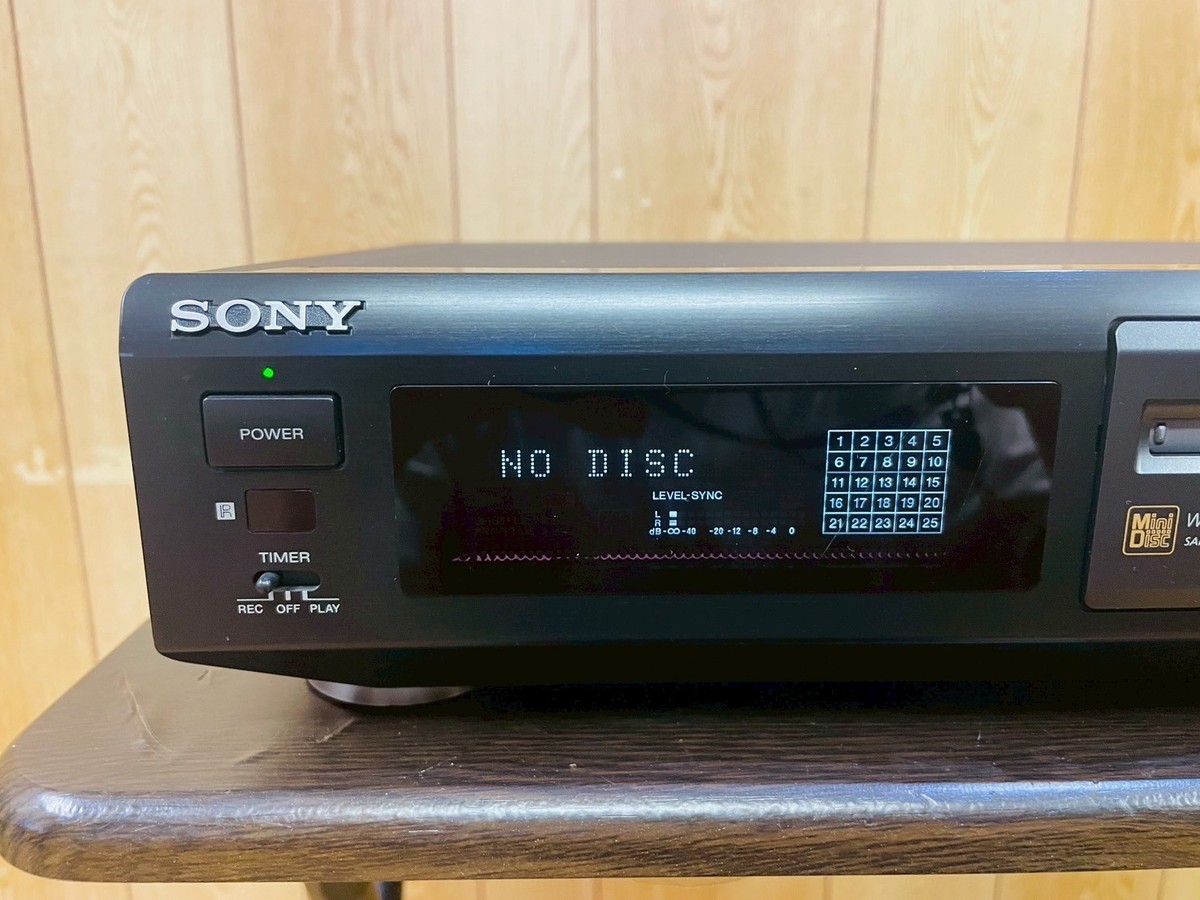 SONY
POWER
R
TIMER
REC OFF PLAY
NO DISC
LEVEL-SYNC
L
R
dB-∞-40 -20 -12 -8 -4 0
1 2 3 4 5
6 7 8 9 10
11 12 13 14 15
16 17 18 19 20
21 22 23 24 25
Mini
Disc